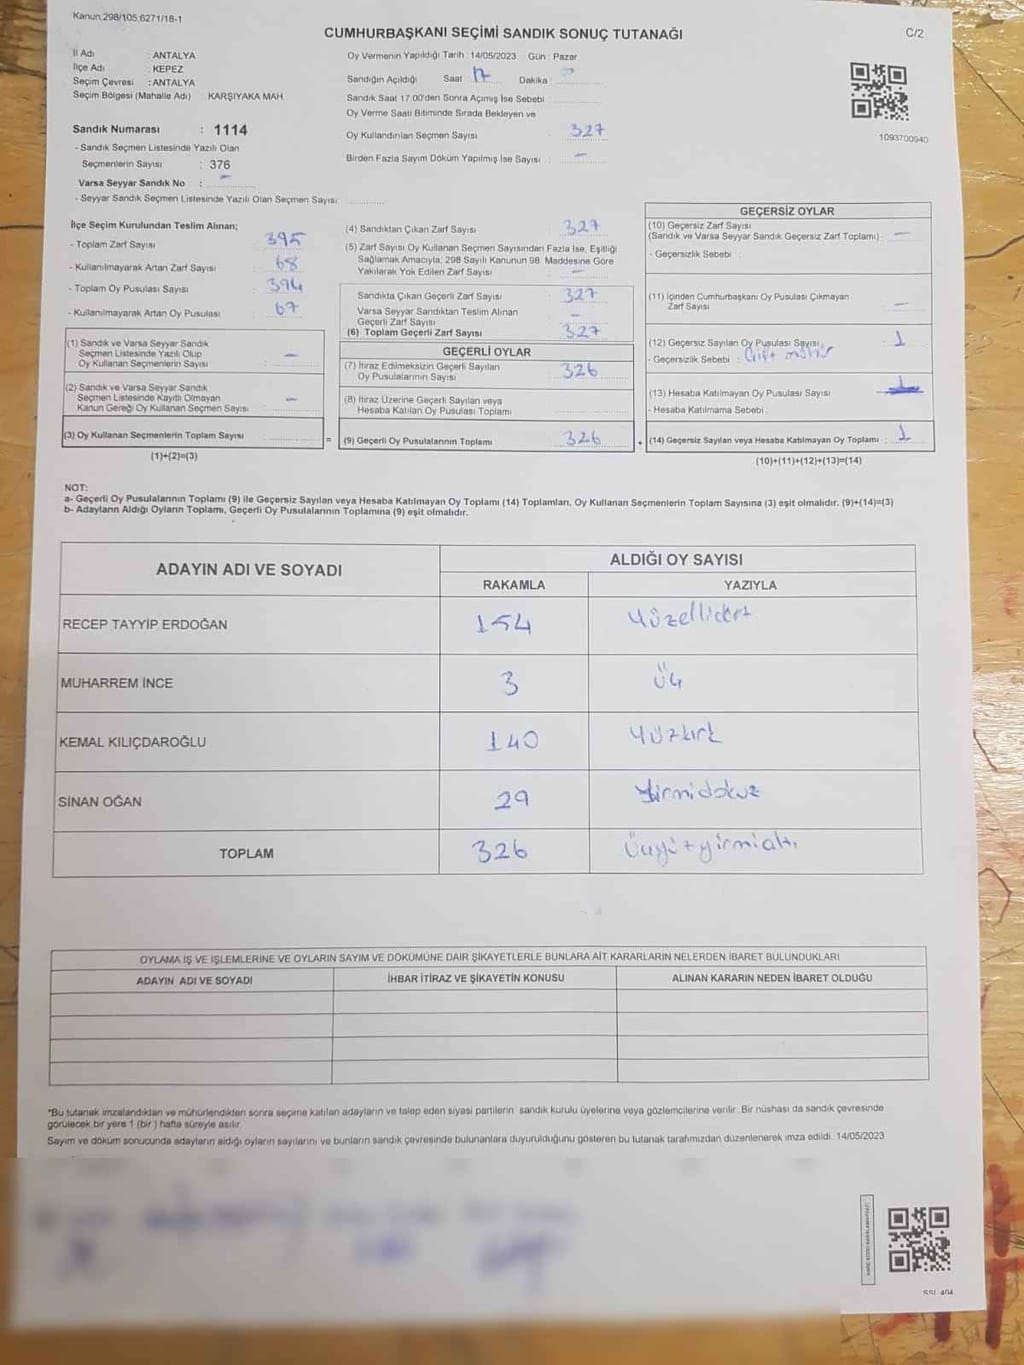 Kanun:298/105,6271/18-1
CUMHURBAŞKANI SEÇİMİ SANDIK SONUÇ TUTANAĞI
C/2
İl Adı : ANTALYA
İlçe Adı : KEPEZ
Seçim Çevresi : ANTALYA
Seçim Bölgesi (Mahalle Adı) : KARŞIYAKA MAH.
Sandık Numarası : 1114
- Sandık Seçmen Listesinde Yazılı Olan
Seçmenlerin Sayısı : 376
Varsa Seyyar Sandık No : -
- Seyyar Sandık Seçmen Listesinde Yazılı Olan Seçmen Sayısı:
Oy Vermenin Yapıldığı Tarih : 14/05/2023 Gün : Pazar
Sandığın Açıldığı Saat : 17 Dakika :
Sandık Saat 17.00'den Sonra Açımış İse Sebebi :
Oy Verme Saati Bitiminde Sırada Bekleyen ve
Oy Kullandırılan Seçmen Sayısı : 327
Birden Fazla Sayım Döküm Yapılmış İse Sayısı : -
1093700940
İlçe Seçim Kurulundan Teslim Alınan;
- Toplam Zarf Sayısı : 395
- Kullanılmayarak Artan Zarf Sayısı : 68
- Toplam Oy Pusulası Sayısı : 394
- Kullanılmayarak Artan Oy Pusulası : 67
(1) Sandık ve Varsa Seyyar Sandık
Seçmen Listesinde Yazılı Olup
Oy Kullanan Seçmenlerin Sayısı : -
(2) Sandık ve Varsa Seyyar Sandık
Seçmen Listesinde Kayıtlı Olmayan
Kanun Gereği Oy Kullanan Seçmen Sayısı : -
(3) Oy Kullanan Seçmenlerin Toplam Sayısı :
(1)+(2)=(3)
(4) Sandıktan Çıkan Zarf Sayısı : 327
(5) Zarf Sayısı Oy Kullanan Seçmen Sayısından Fazla İse, Eşitliği
Sağlamak Amacıyla; 298 Sayılı Kanunun 98. Maddesine Göre
Yakılarak Yok Edilen Zarf Sayısı : -
Sandıkta Çıkan Geçerli Zarf Sayısı : 327
Varsa Seyyar Sandıktan Teslim Alınan
Geçerli Zarf Sayısı : -
(6) Toplam Geçerli Zarf Sayısı : 327
GEÇERLİ OYLAR
(7) İtiraz Edilmeksizin Geçerli Sayılan
Oy Pusulalarının Sayısı : 326
(8) İtiraz Üzerine Geçerli Sayılan veya
Hesaba Katılan Oy Pusulası Toplamı :
= (9) Geçerli Oy Pusulalarının Toplamı : 326 +
GEÇERSİZ OYLAR
(10) Geçersiz Zarf Sayısı
(Sandık ve Varsa Seyyar Sandık Geçersiz Zarf Toplamı) : -
- Geçersizlik Sebebi :
(11) İçinden Cumhurbaşkanı Oy Pusulası Çıkmayan
Zarf Sayısı : -
(12) Geçersiz Sayılan Oy Pusulası Sayısı : 1
- Geçersizlik Sebebi : Çift mühür
(13) Hesaba Katılmayan Oy Pusulası Sayısı :
- Hesaba Katılmama Sebebi :
(14) Geçersiz Sayılan veya Hesaba Katılmayan Oy Toplamı : 1
(10)+(11)+(12)+(13)=(14)
NOT:
a- Geçerli Oy Pusulalarının Toplamı (9) ile Geçersiz Sayılan veya Hesaba Katılmayan Oy Toplamı (14) Toplamları, Oy Kullanan Seçmenlerin Toplam Sayısına (3) eşit olmalıdır. (9)+(14)=(3)
b- Adayların Aldığı Oyların Toplamı, Geçerli Oy Pusulalarının Toplamına (9) eşit olmalıdır.
ADAYIN ADI VE SOYADI
ALDIĞI OY SAYISI
RAKAMLA YAZIYLA
RECEP TAYYİP ERDOĞAN 154 Yüzellidört
MUHARREM İNCE 3 Üç
KEMAL KILIÇDAROĞLU 140 Yüzkırk
SİNAN OĞAN 29 Yirmidokuz
TOPLAM 326 Üçyüzyirmialtı
OYLAMA İŞ VE İŞLEMLERİNE VE OYLARIN SAYIM VE DÖKÜMÜNE DAİR ŞİKAYETLERLE BUNLARA AİT KARARLARIN NELERDEN İBARET BULUNDUKLARI
ADAYIN ADI VE SOYADI İHBAR İTİRAZ VE ŞİKAYETİN KONUSU ALINAN KARARIN NEDEN İBARET OLDUĞU
*Bu tutanak imzalandıktan ve mühürlendikten sonra seçime katılan adayların ve talep eden siyasi partilerin sandık kurulu üyelerine veya gözlemcilerine verilir. Bir nüshası da sandık çevresinde
görülecek bir yere 1 (bir) hafta süreyle asılır.
Sayım ve döküm sonucunda adayların aldığı oyların sayılarını ve bunların sandık çevresinde bulunanlara duyurulduğunu gösteren bu tutanak tarafımızdan düzenlenerek imza edildi. 14/05/2023